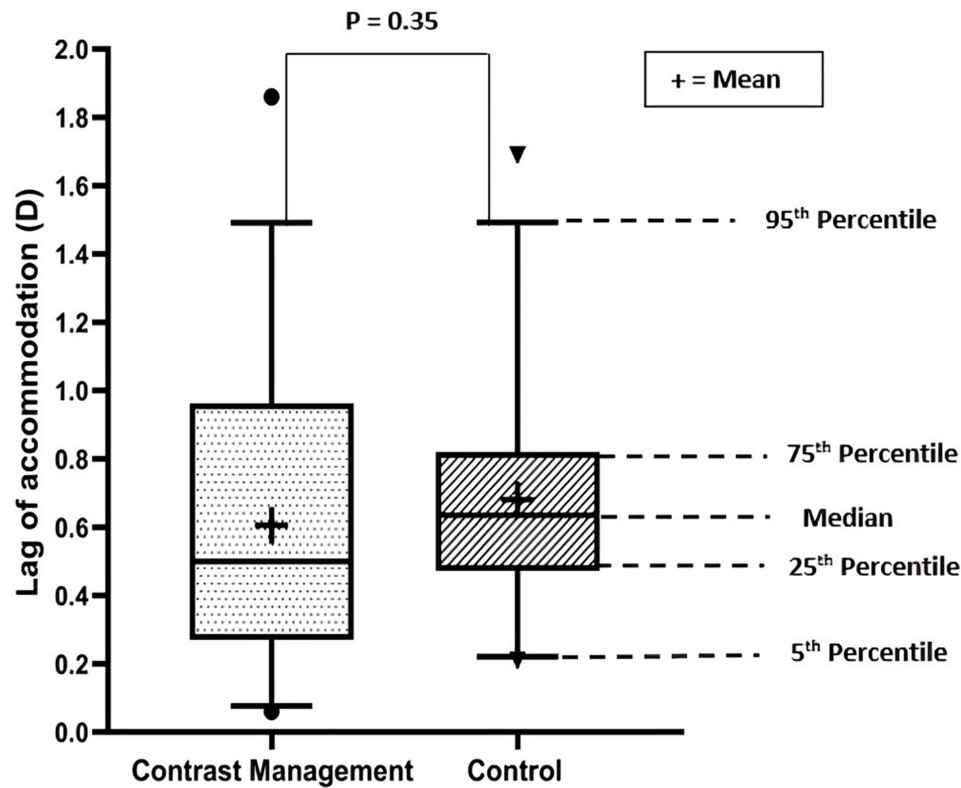 P = 0.35
+ = Mean
Lag of accommodation (D)
2.0
1.8
1.6
1.4
1.2
1.0
0.8
0.6
0.4
0.2
0.0
95th Percentile
75th Percentile
Median
25th Percentile
5th Percentile
Contrast Management
Control